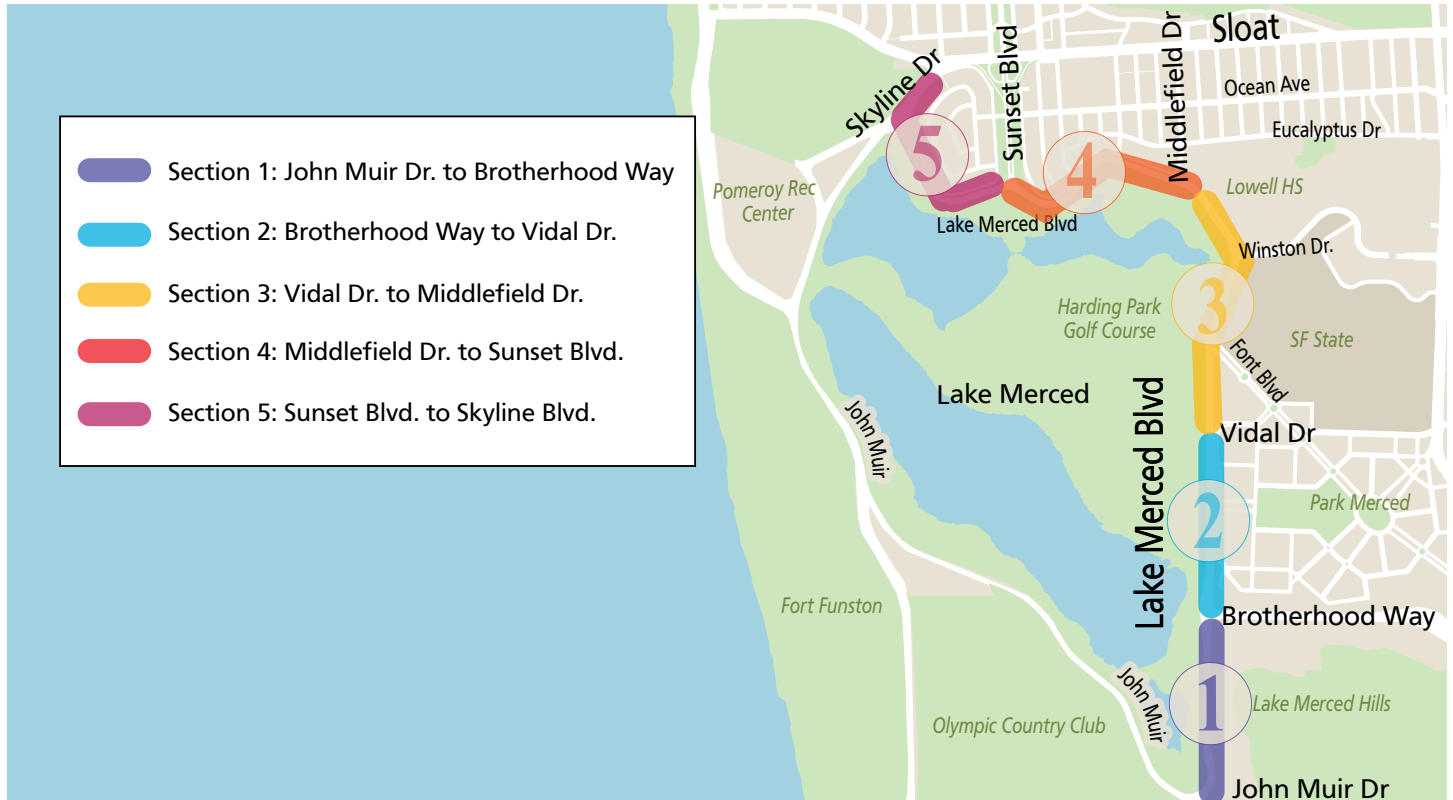 Section 1: John Muir Dr. to Brotherhood Way
Section 2: Brotherhood Way to Vidal Dr.
Section 3: Vidal Dr. to Middlefield Dr.
Section 4: Middlefield Dr. to Sunset Blvd.
Section 5: Sunset Blvd. to Skyline Blvd.
Sloat
Skyline Dr
Sunset Blvd
Middlefield Dr
Ocean Ave
Eucalyptus Dr
5
4
Pomeroy Rec
Center
Lowell HS
Lake Merced Blvd
Winston Dr.
3
Harding Park
Golf Course
SF State
Font Blvd
Lake Merced
John Muir
Lake Merced Blvd
Vidal Dr
2
Park Merced
Fort Funston
Brotherhood Way
John Muir
1
Lake Merced Hills
Olympic Country Club
John Muir Dr